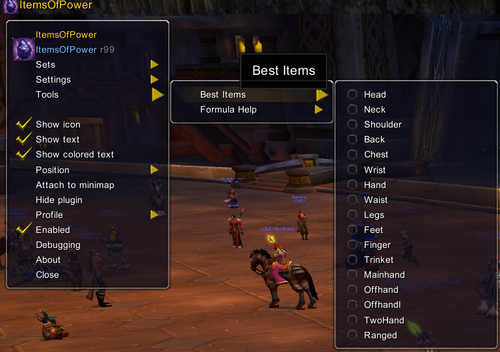 ItemsOfPower
ItemsOfPower
ItemsOfPower r99
Sets
Settings
Tools
Show icon
Show text
Show colored text
Position
Attach to minimap
Hide plugin
Profile
Enabled
Debugging
About
Close
Best Items
Best Items
Formula Help
Head
Neck
Shoulder
Back
Chest
Wrist
Hand
Waist
Legs
Feet
Finger
Trinket
Mainhand
Offhand
OffhandI
TwoHand
Ranged